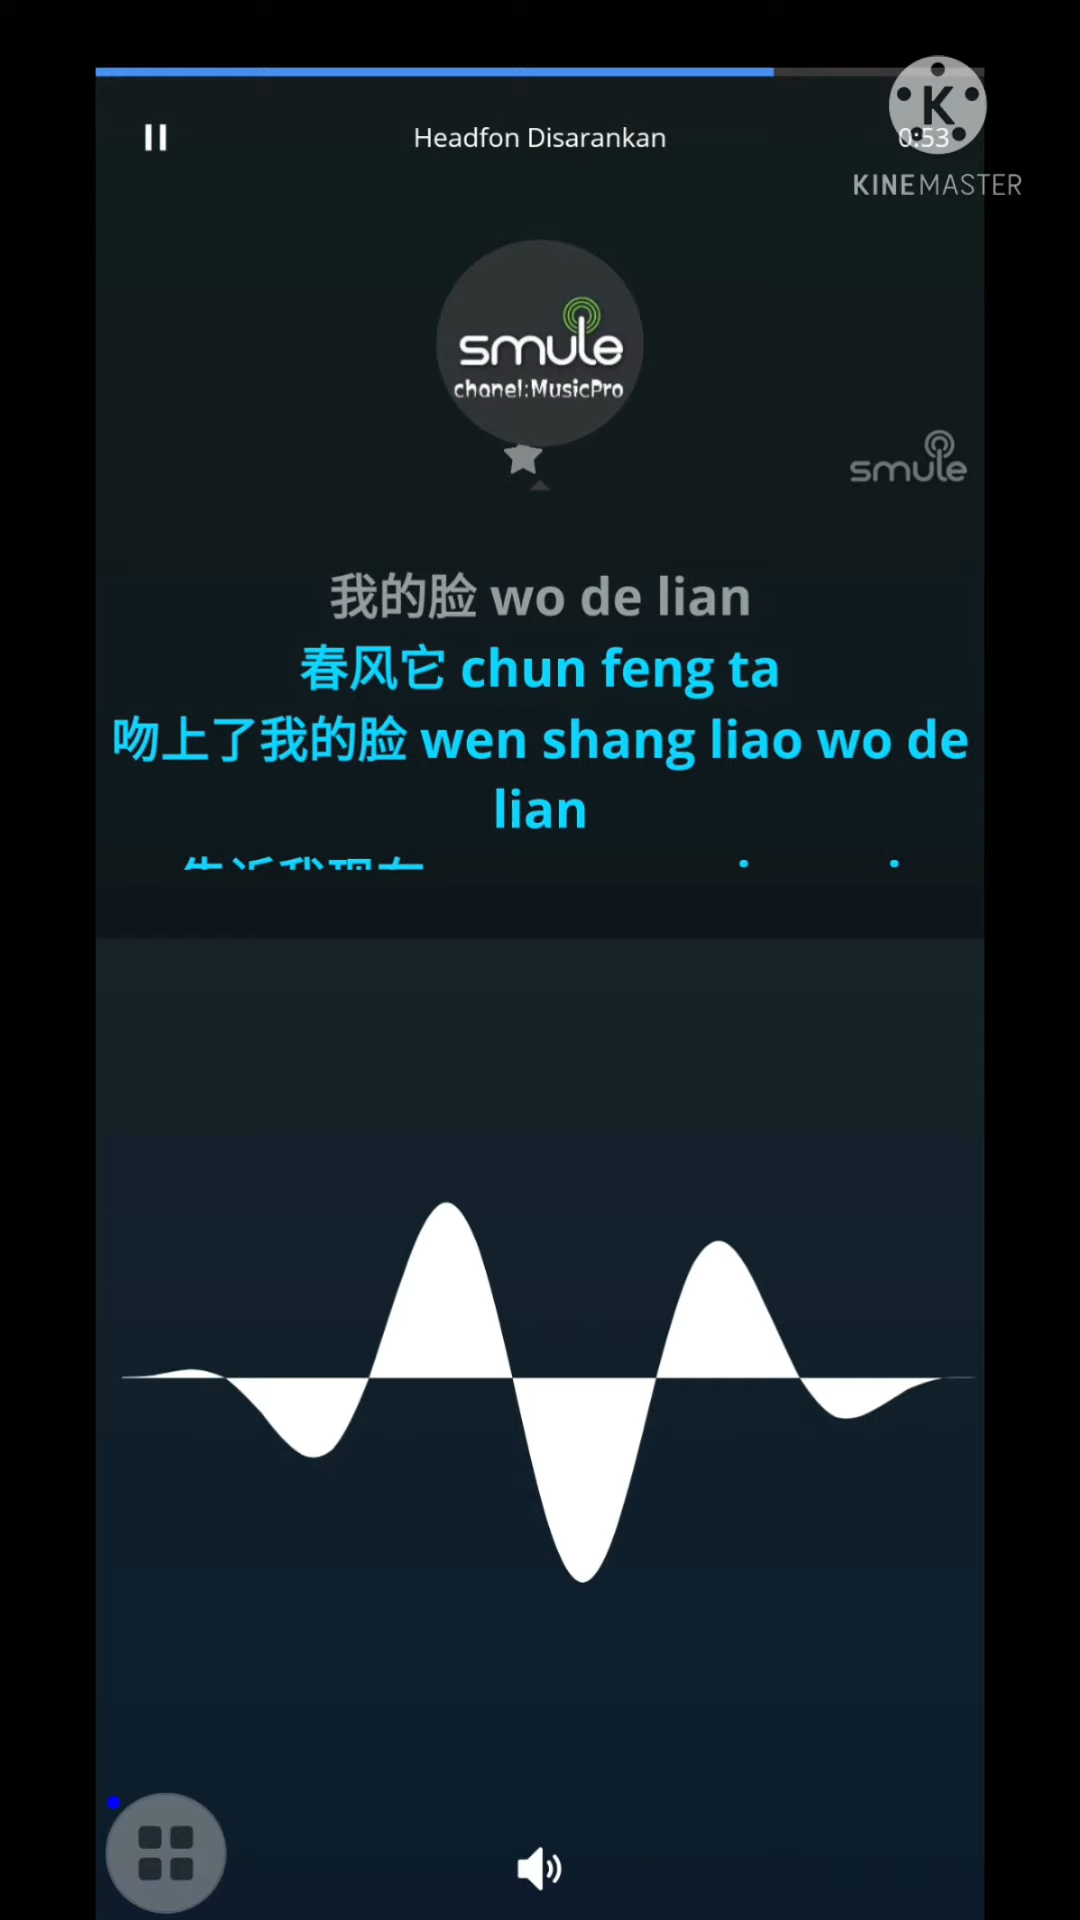 Headfon Disarankan
0:53
KINEMASTER
smule
chanel:MusicPro
smule
我的脸 wo de lian
春风它 chun feng ta
吻上了我的脸 wen shang liao wo de
lian